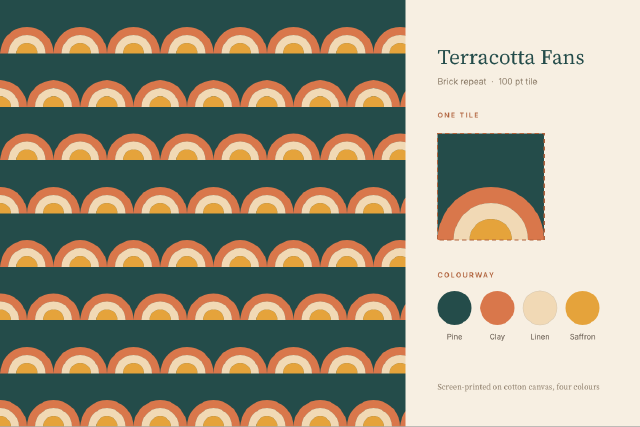 Terracotta Fans
Brick repeat · 100 pt tile
ONE TILE
COLOURWAY
Pine Clay Linen Saffron
Screen-printed on cotton canvas, four colours